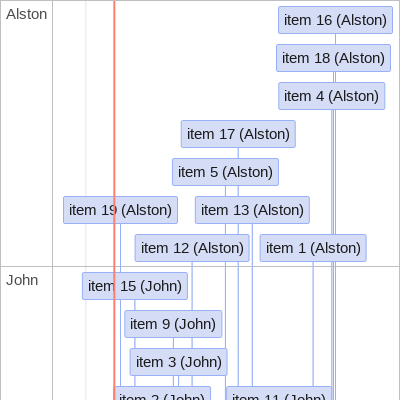 Alston
item 16 (Alston)
item 18 (Alston)
item 4 (Alston)
item 17 (Alston)
item 5 (Alston)
item 19 (Alston)
item 13 (Alston)
item 12 (Alston)
item 1 (Alston)
John
item 15 (John)
item 9 (John)
item 3 (John)
item 2 (John)
item 11 (John)